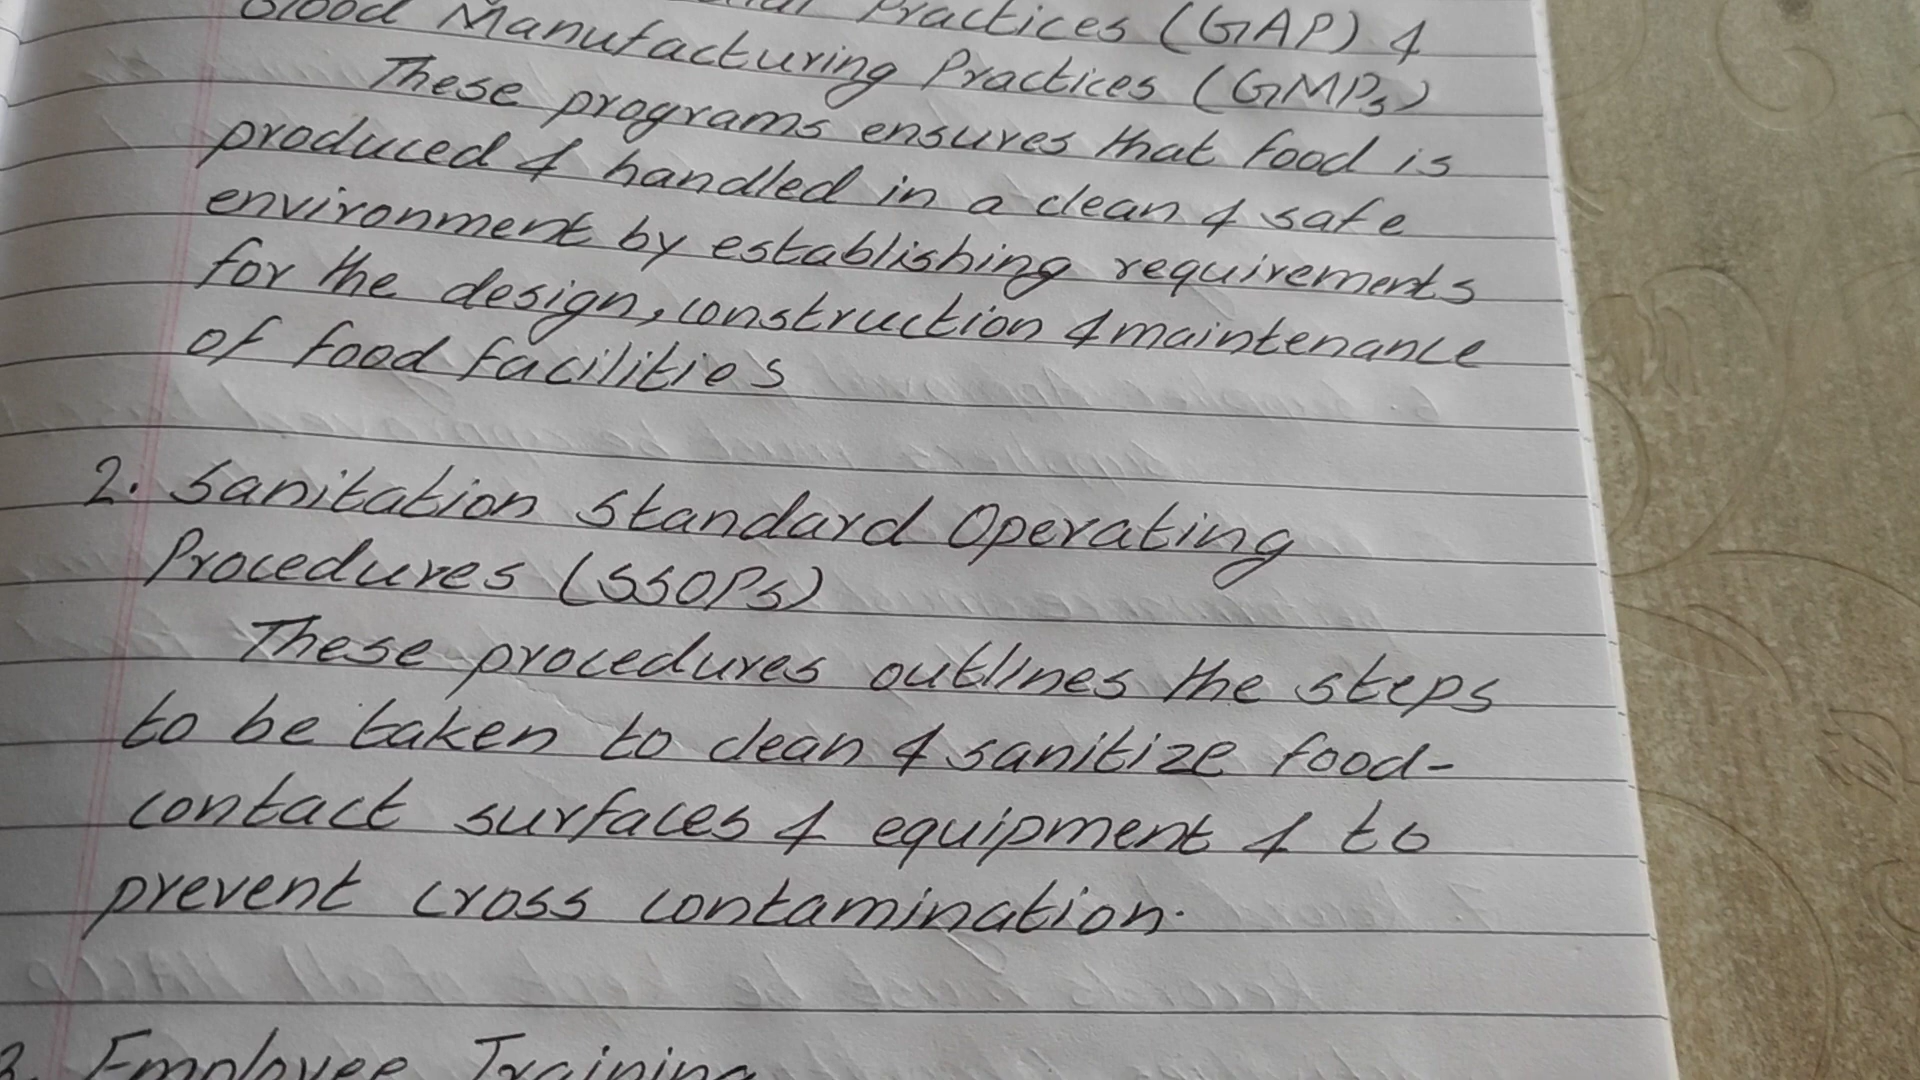 Practices (GAP) &
Good Manufacturing Practices (GMPs)
These programs ensures that food is
produced & handled in a clean & safe
environment by establishing requirements
for the design, construction & maintenance
of food facilities
2. Sanitation Standard Operating
Procedures (SSOPs)
These procedures outlines the steps
to be taken to clean & sanitize food-
contact surfaces & equipment & to
prevent cross contamination.
3. Employee Training